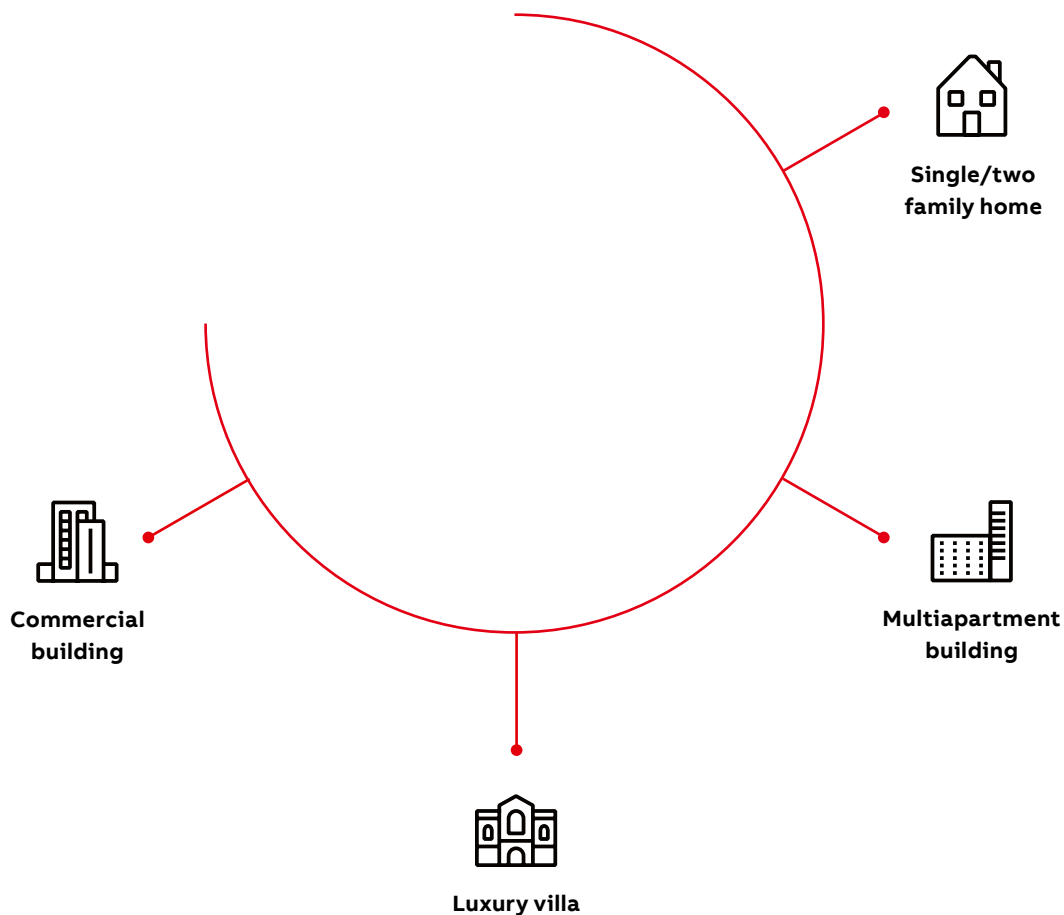 Single/two
family home
Multiapartment
building
Commercial
building
Luxury villa